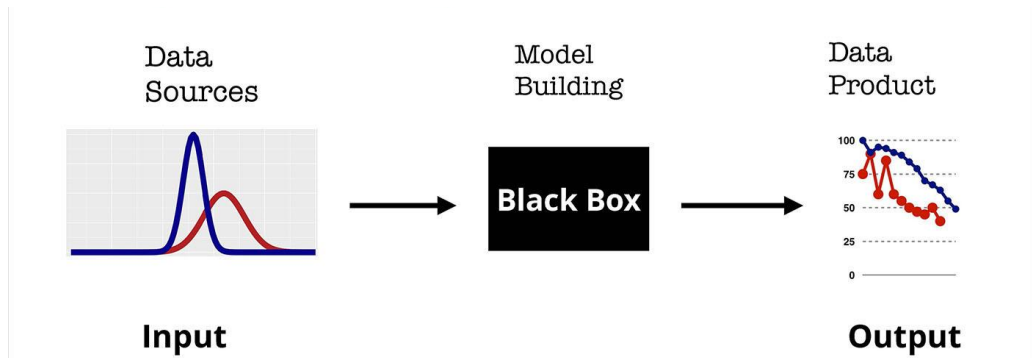 Data
Sources
Model
Building
Data
Product
Black Box
100
75
50
25
0
Input
Output